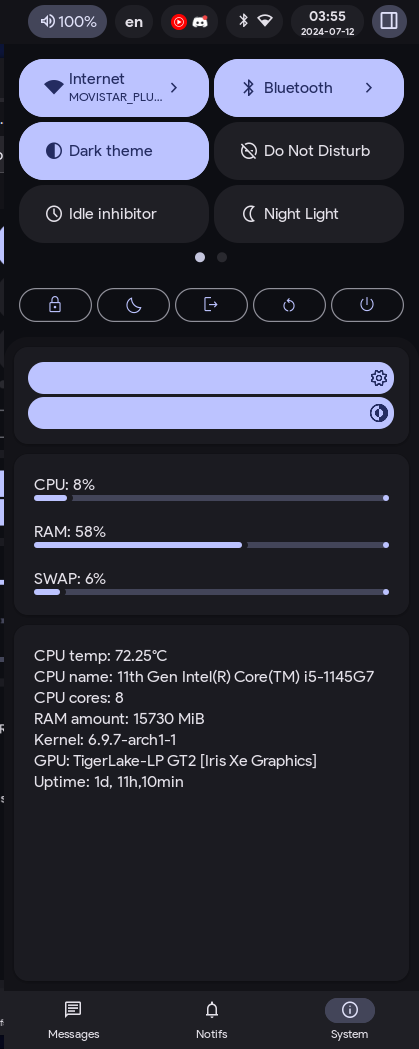 100%
en
03:55
2024-07-12
Internet
MOVISTAR_PLU...
Bluetooth
Dark theme
Do Not Disturb
Idle inhibitor
Night Light
CPU: 8%
RAM: 58%
SWAP: 6%
CPU temp: 72.25°C
CPU name: 11th Gen Intel(R) Core(TM) i5-1145G7
CPU cores: 8
RAM amount: 15730 MiB
Kernel: 6.9.7-arch1-1
GPU: TigerLake-LP GT2 [Iris Xe Graphics]
Uptime: 1d, 11h,10min
Messages
Notifs
System